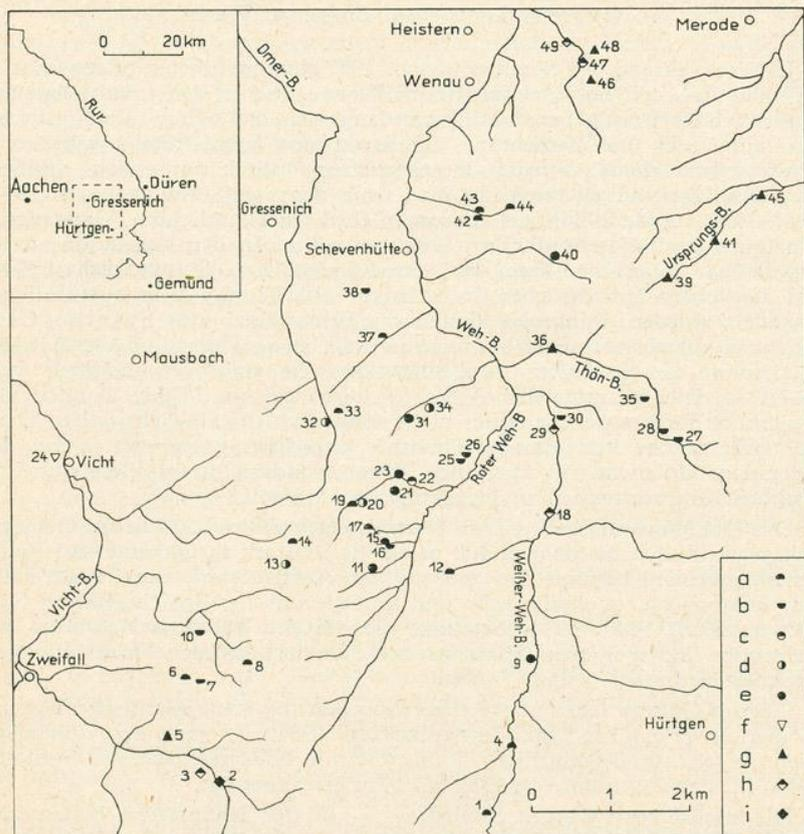 0 20 km
Rur
Aachen
Düren
Gressenich
Hürtgen
Gemünd
Omer-B.
Heistern
Merode
49
48
47
46
Wenau
43
44
42
45
Gressenich
Schevenhütte
Ursprungs-B.
41
40
39
38
37
Weh-B.
36
Thön-B.
Mausbach
35
34
33
32
31
30
29
28
27
26
25
Roter Weh-B.
24
Vicht
23
22
21
20
19
18
17
15
16
14
13
12
11
Weißer-Weh-B.
Vicht-B.
10
9
8
Zweifall
6
7
5
4
Hürtgen
3
2
1
0 1 2km
a
b
c
d
e
f
g
h
i